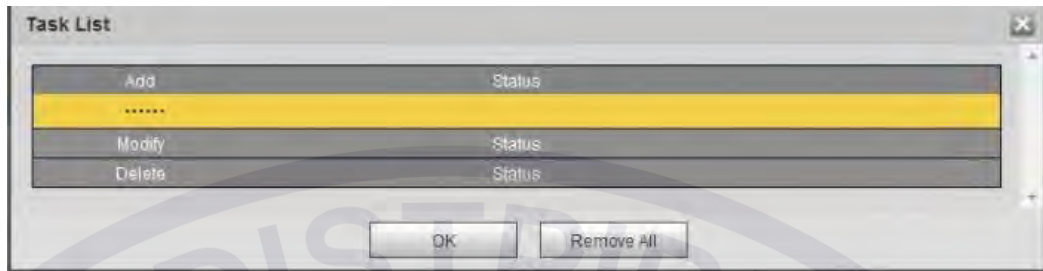 Task List
Add Status
••••••
Modify Status
Delete Status
OK Remove All